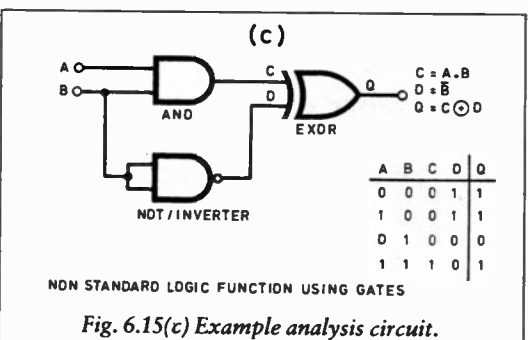 (c)
A
B
AND
C
D
EXOR
Q
C = A.B
D = B̅
Q = C ⊕ D
NOT / INVERTER
A B C D Q
0 0 0 1 1
1 0 0 1 1
0 1 0 0 0
1 1 1 0 1
NON STANDARD LOGIC FUNCTION USING GATES
Fig. 6.15(c) Example analysis circuit.